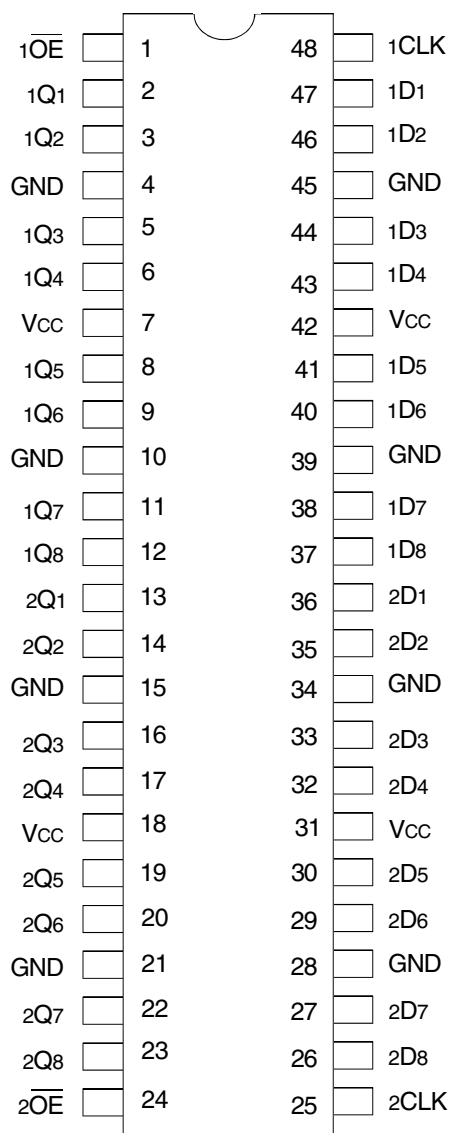 1OE 1 48 1CLK
1Q1 2 47 1D1
1Q2 3 46 1D2
GND 4 45 GND
1Q3 5 44 1D3
1Q4 6 43 1D4
VCC 7 42 VCC
1Q5 8 41 1D5
1Q6 9 40 1D6
GND 10 39 GND
1Q7 11 38 1D7
1Q8 12 37 1D8
2Q1 13 36 2D1
2Q2 14 35 2D2
GND 15 34 GND
2Q3 16 33 2D3
2Q4 17 32 2D4
VCC 18 31 VCC
2Q5 19 30 2D5
2Q6 20 29 2D6
GND 21 28 GND
2Q7 22 27 2D7
2Q8 23 26 2D8
2OE 24 25 2CLK